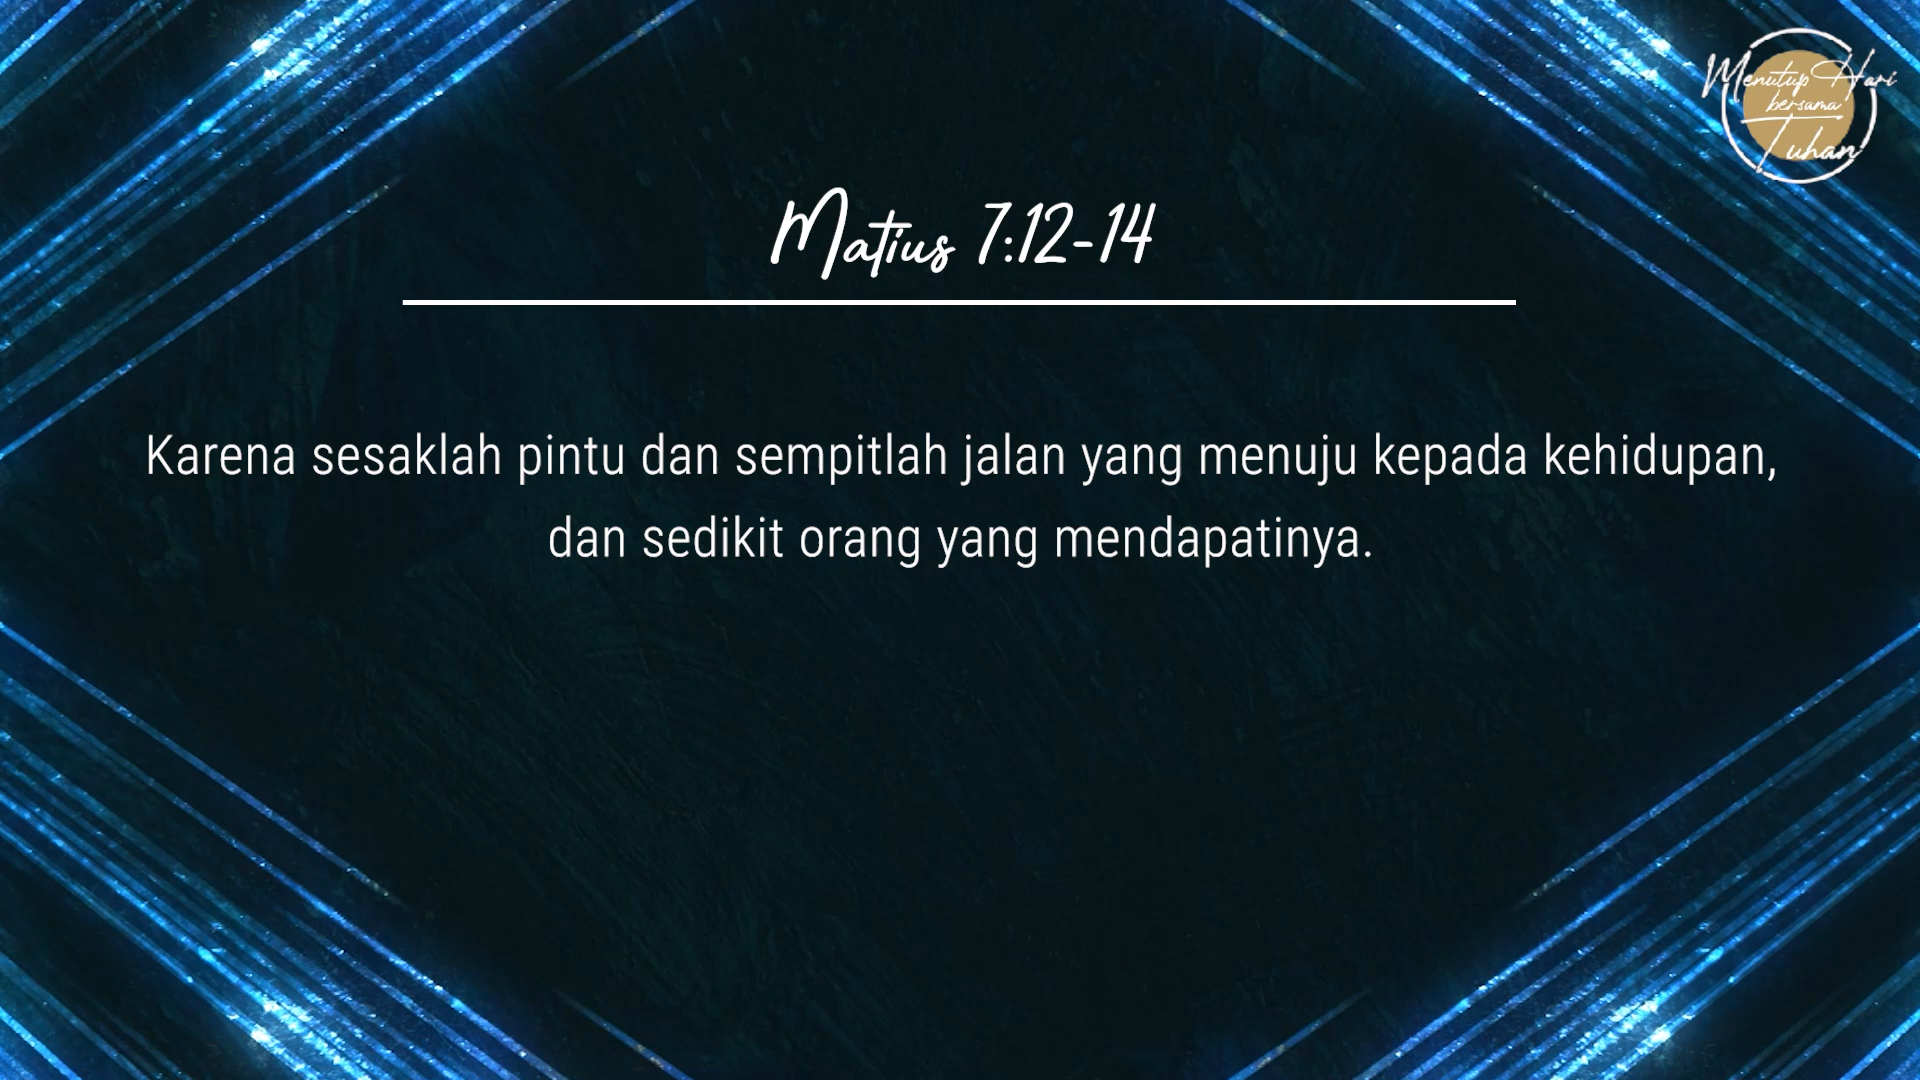 Menutup Hari
bersama
Tuhan
Matius 7:12-14
Karena sesaklah pintu dan sempitlah jalan yang menuju kepada kehidupan,
dan sedikit orang yang mendapatinya.